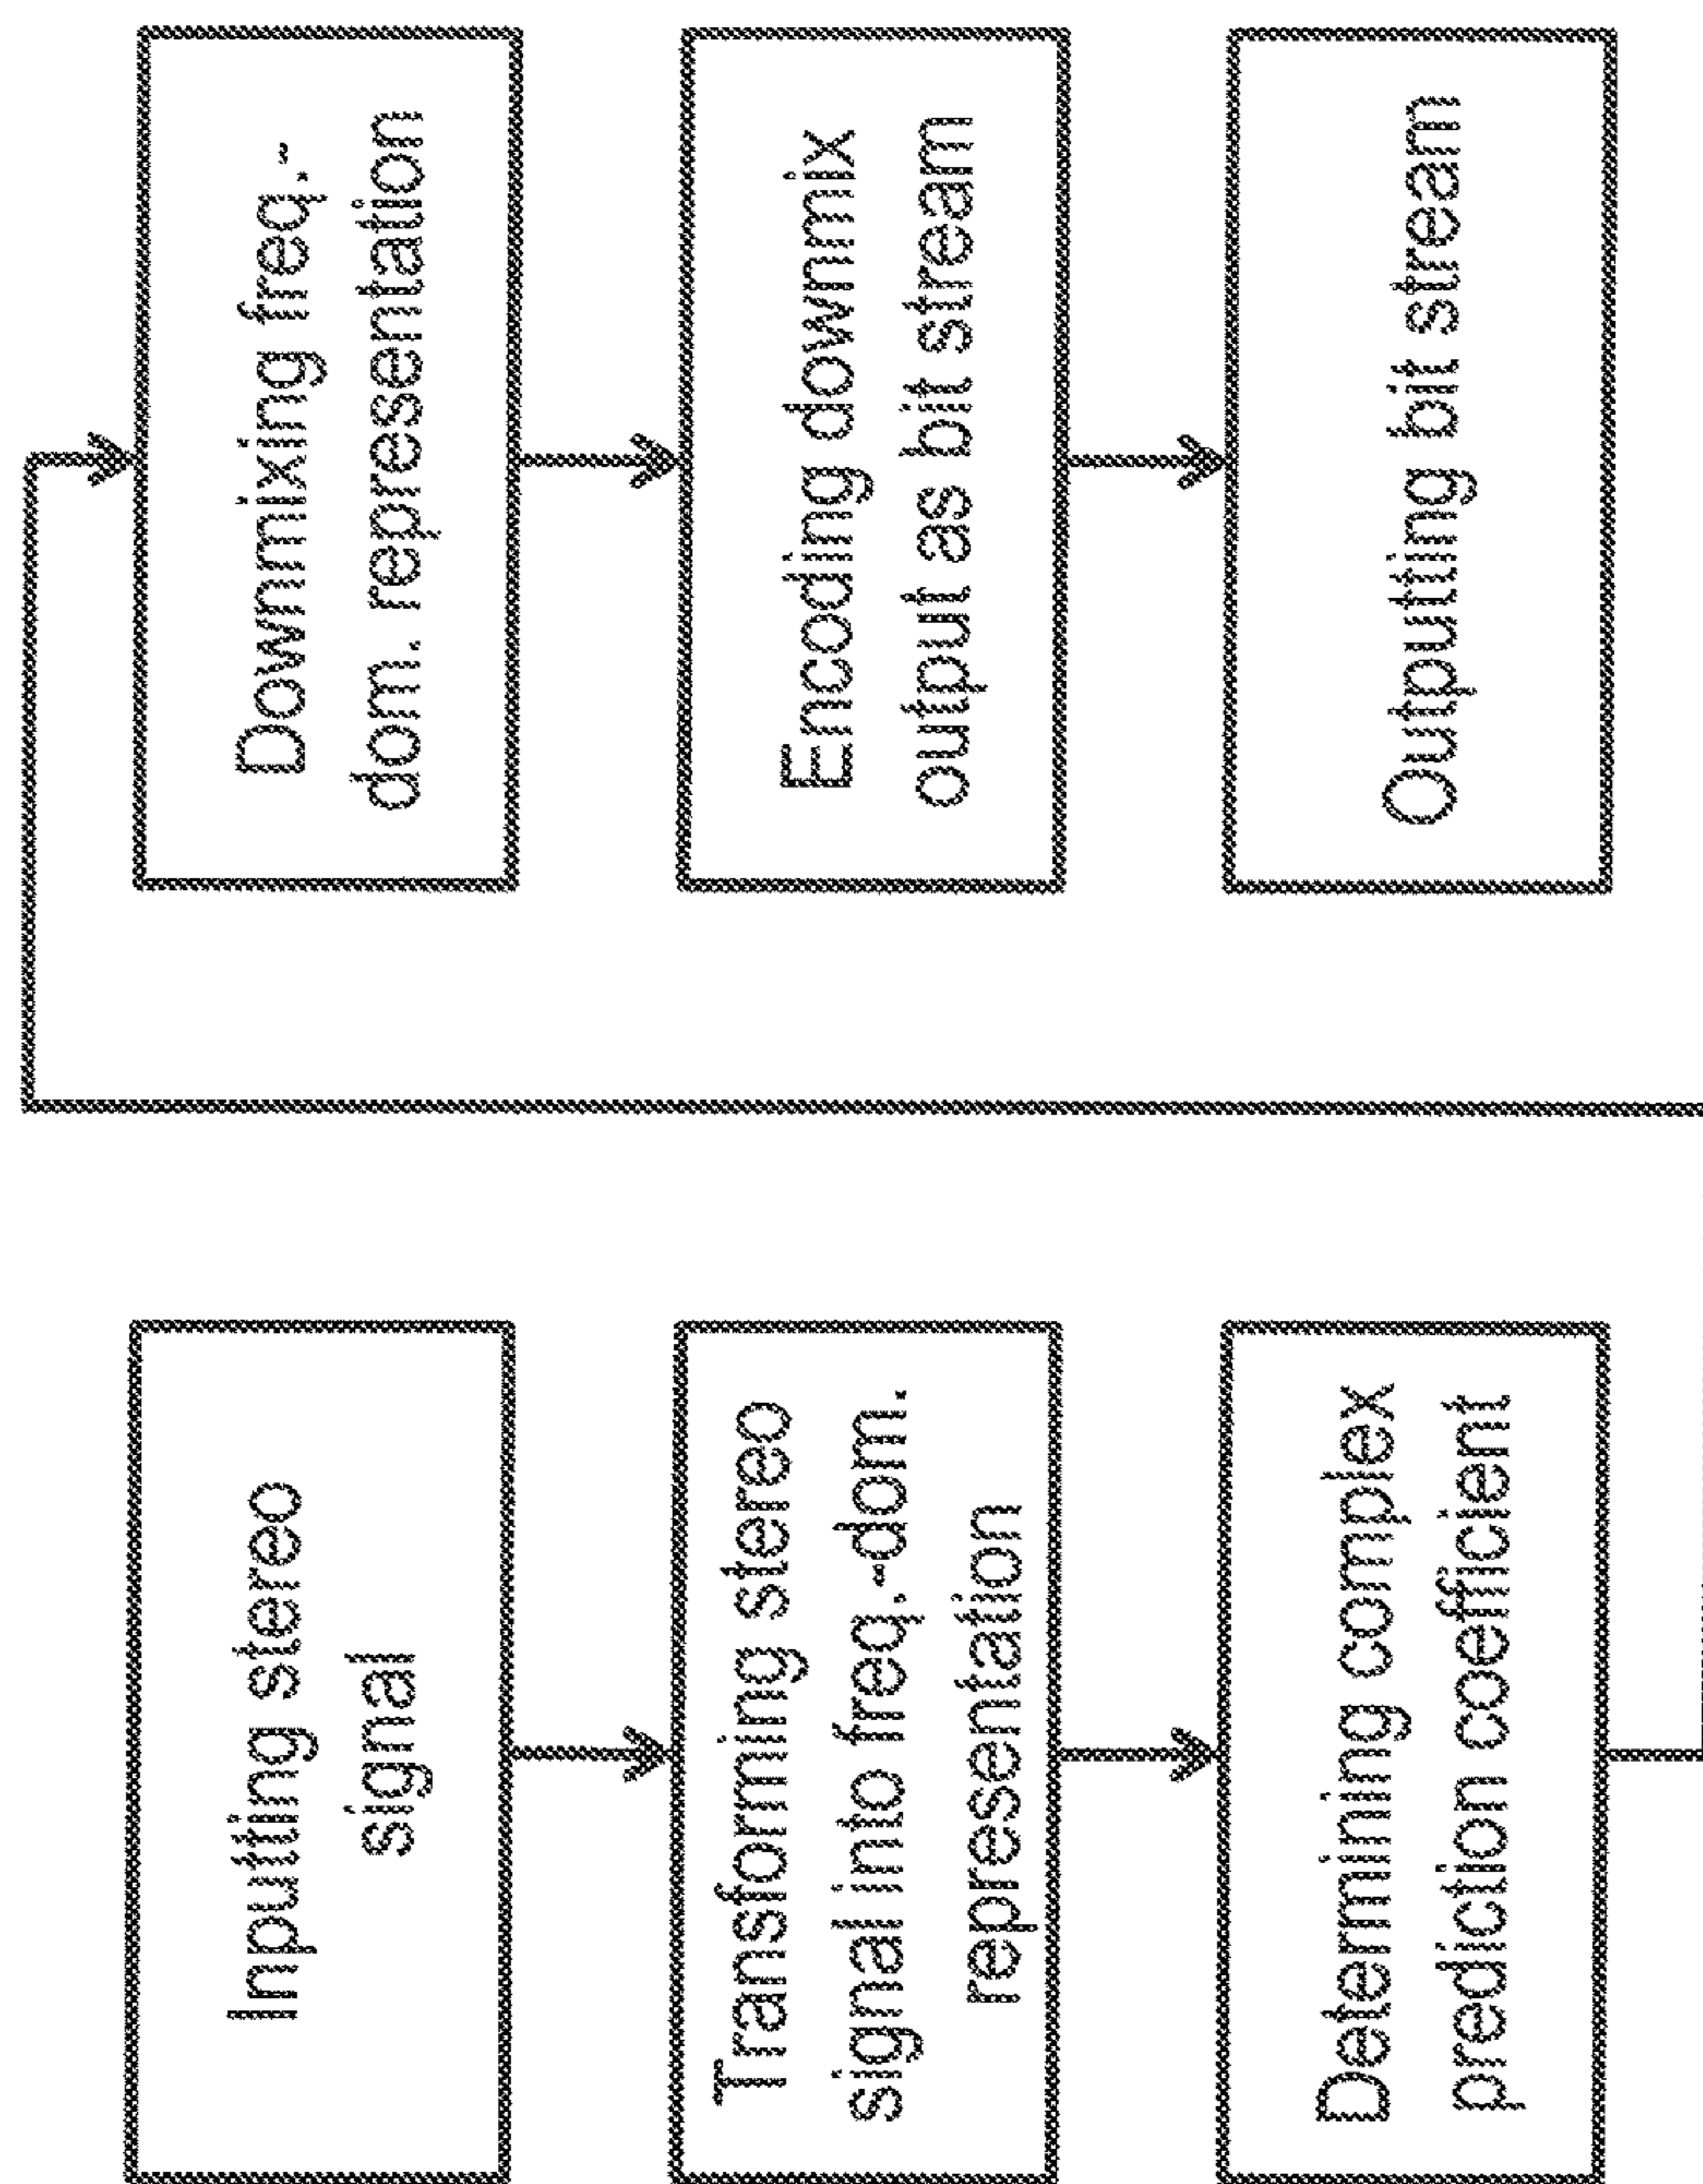 Inputting stereo
signal
Transforming stereo
signal into freq.-dom.
representation
Determining complex
prediction coefficient
Downmixing freq.-
dom. representation
Encoding downmix
output as bit stream
Outputting bit stream